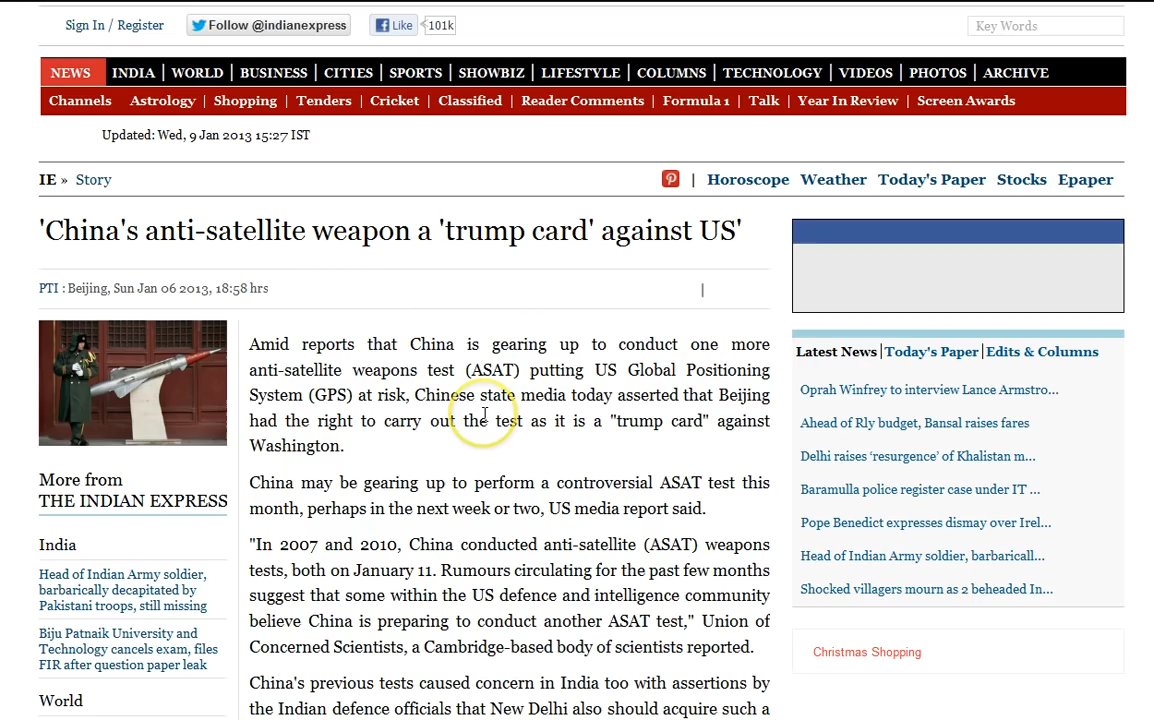 Sign In / Register
Follow @indianexpress
Like
101k
Key Words
NEWS INDIA | WORLD | BUSINESS | CITIES | SPORTS | SHOWBIZ | LIFESTYLE | COLUMNS | TECHNOLOGY | VIDEOS | PHOTOS | ARCHIVE
Channels Astrology | Shopping | Tenders | Cricket | Classified | Reader Comments | Formula 1 | Talk | Year In Review | Screen Awards
Updated: Wed, 9 Jan 2013 15:27 IST
IE » Story
| Horoscope Weather Today's Paper Stocks Epaper
'China's anti-satellite weapon a 'trump card' against US'
PTI : Beijing, Sun Jan 06 2013, 18:58 hrs
|
Amid reports that China is gearing up to conduct one more
anti-satellite weapons test (ASAT) putting US Global Positioning
System (GPS) at risk, Chinese state media today asserted that Beijing
had the right to carry out the test as it is a "trump card" against
Washington.
China may be gearing up to perform a controversial ASAT test this
month, perhaps in the next week or two, US media report said.
"In 2007 and 2010, China conducted anti-satellite (ASAT) weapons
tests, both on January 11. Rumours circulating for the past few months
suggest that some within the US defence and intelligence community
believe China is preparing to conduct another ASAT test," Union of
Concerned Scientists, a Cambridge-based body of scientists reported.
China's previous tests caused concern in India too with assertions by
the Indian defence officials that New Delhi also should acquire such a
More from
THE INDIAN EXPRESS
India
Head of Indian Army soldier,
barbarically decapitated by
Pakistani troops, still missing
Biju Patnaik University and
Technology cancels exam, files
FIR after question paper leak
World
Latest News | Today's Paper | Edits & Columns
Oprah Winfrey to interview Lance Armstro...
Ahead of Rly budget, Bansal raises fares
Delhi raises ‘resurgence’ of Khalistan m...
Baramulla police register case under IT ...
Pope Benedict expresses dismay over Irel...
Head of Indian Army soldier, barbaricall...
Shocked villagers mourn as 2 beheaded In...
Christmas Shopping